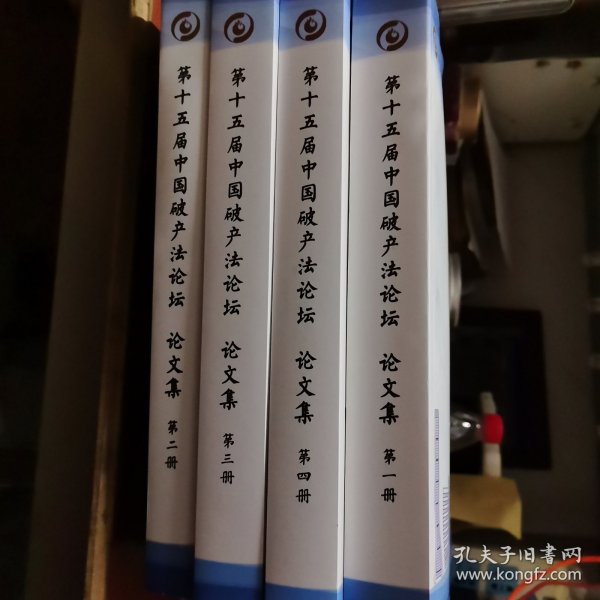 第十五届中国破产法论坛 论文集 第二册
第十五届中国破产法论坛 论文集 第三册
第十五届中国破产法论坛 论文集 第四册
第十五届中国破产法论坛 论文集 第一册
孔夫子旧书网
www.kongfz.com